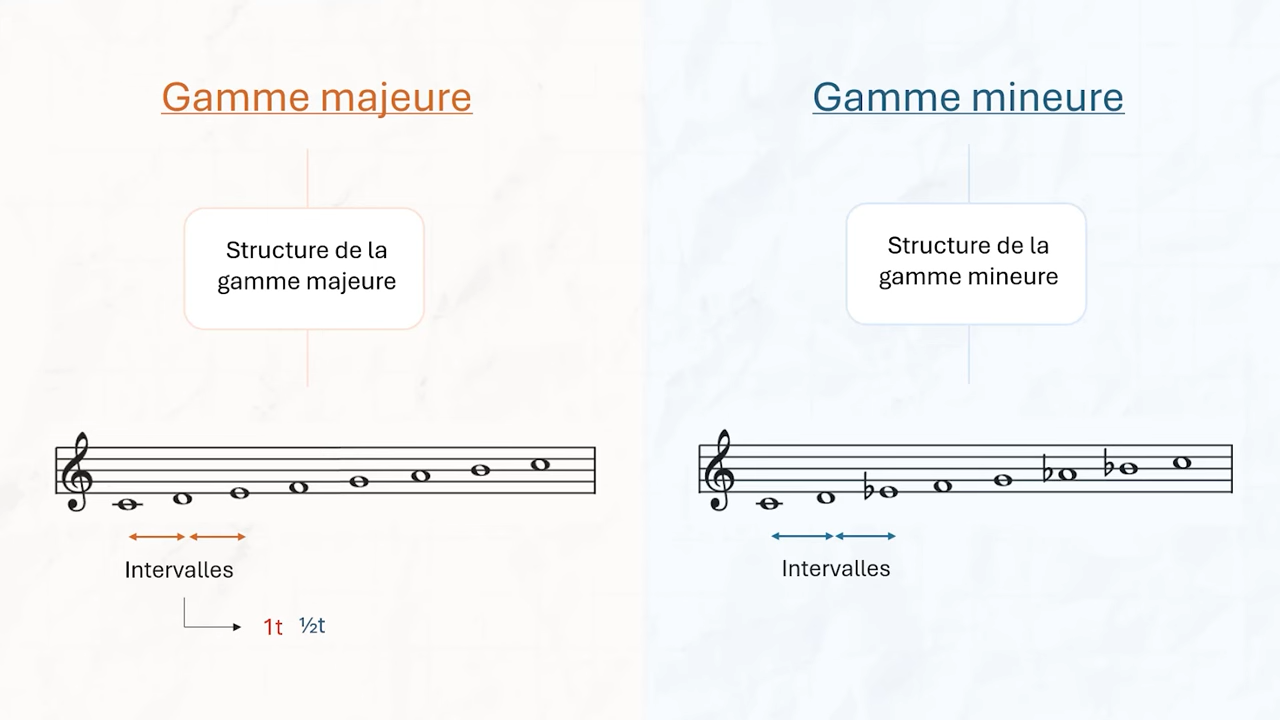 Gamme majeure
Structure de la
gamme majeure
Intervalles
1t ½t
Gamme mineure
Structure de la
gamme mineure
Intervalles